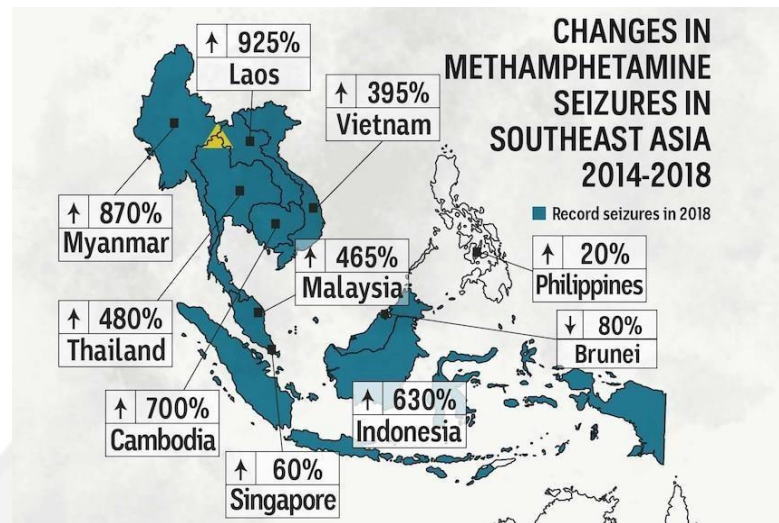 CHANGES IN
METHAMPHETAMINE
SEIZURES IN
SOUTHEAST ASIA
2014-2018
Record seizures in 2018
↑ 925%
Laos
↑ 395%
Vietnam
↑ 870%
Myanmar
↑ 465%
Malaysia
↑ 20%
Philippines
↑ 480%
Thailand
↓ 80%
Brunei
↑ 700%
Cambodia
↑ 630%
Indonesia
↑ 60%
Singapore